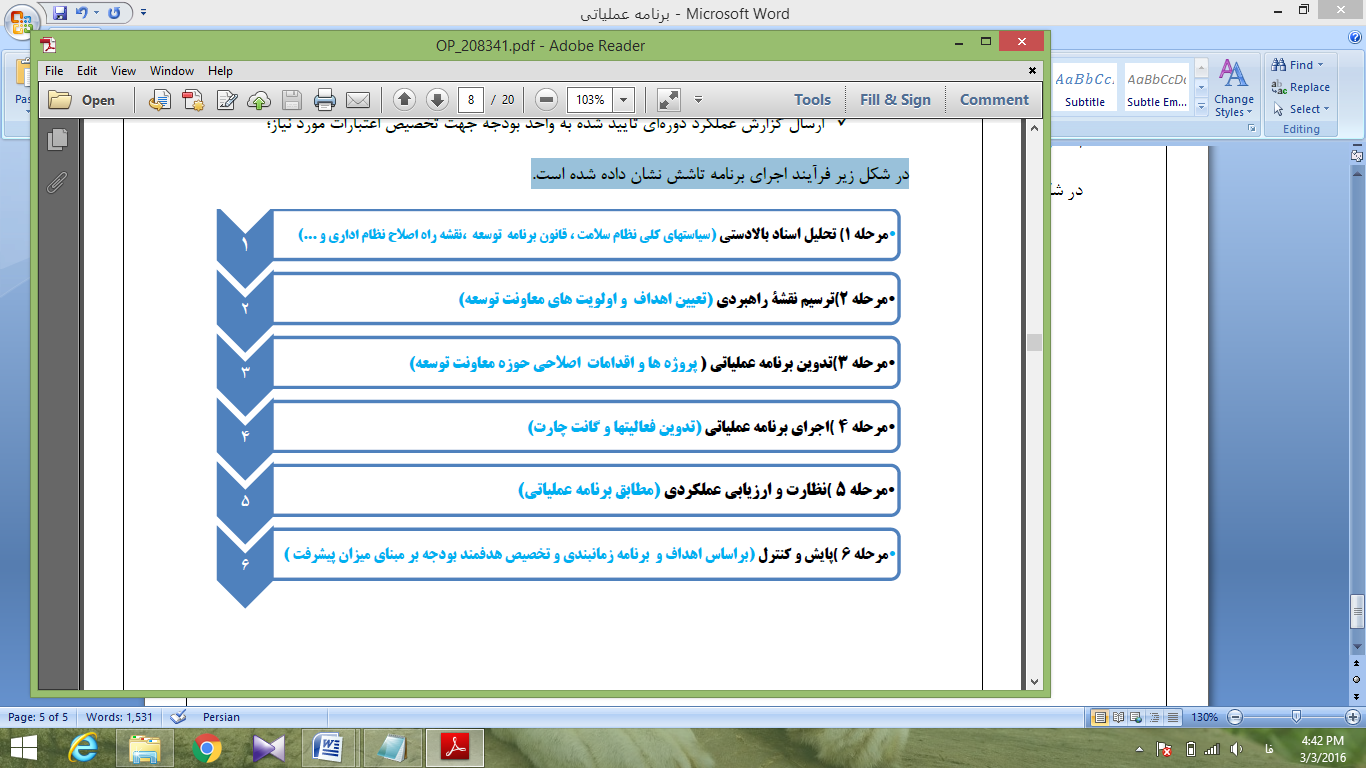 برنامه عملیاتی - Microsoft Word
OP_208341.pdf - Adobe Reader
File Edit View Window Help
Open 8 / 20 103% Tools Fill & Sign Comment
AaBbCc. AaBbCcDc
Subtitle Subtle Em... Change Styles
Find
Replace
Select
Editing
Pas
ارسال گزارش عملکرد دوره‌ای تایید شده به واحد بودجه جهت تخصیص اعتبارات مورد نیاز؛
در شکل زیر فرآیند اجرای برنامه تاشش نشان داده شده است.
۱ •مرحله ۱) تحلیل اسناد بالادستی (سیاستهای کلی نظام سلامت ، قانون برنامه توسعه ،نقشه راه اصلاح نظام اداری و ...)
۲ •مرحله ۲)ترسیم نقشهٔ راهبردی (تعیین اهداف و اولویت های معاونت توسعه)
۳ •مرحله ۳)تدوین برنامه عملیاتی ( پروژه ها و اقدامات اصلاحی حوزه معاونت توسعه)
۴ •مرحله ۴ )اجرای برنامه عملیاتی (تدوین فعالیتها و گانت چارت)
۵ •مرحله ۵ )نظارت و ارزیابی عملکردی (مطابق برنامه عملیاتی)
۶ •مرحله ۶ )پایش و کنترل (براساس اهداف و برنامه زمانبندی و تخصیص هدفمند بودجه بر مبنای میزان پیشرفت )
در شک
Page: 5 of 5 Words: 1,531 Persian 130%
فا
4:42 PM
3/3/2016